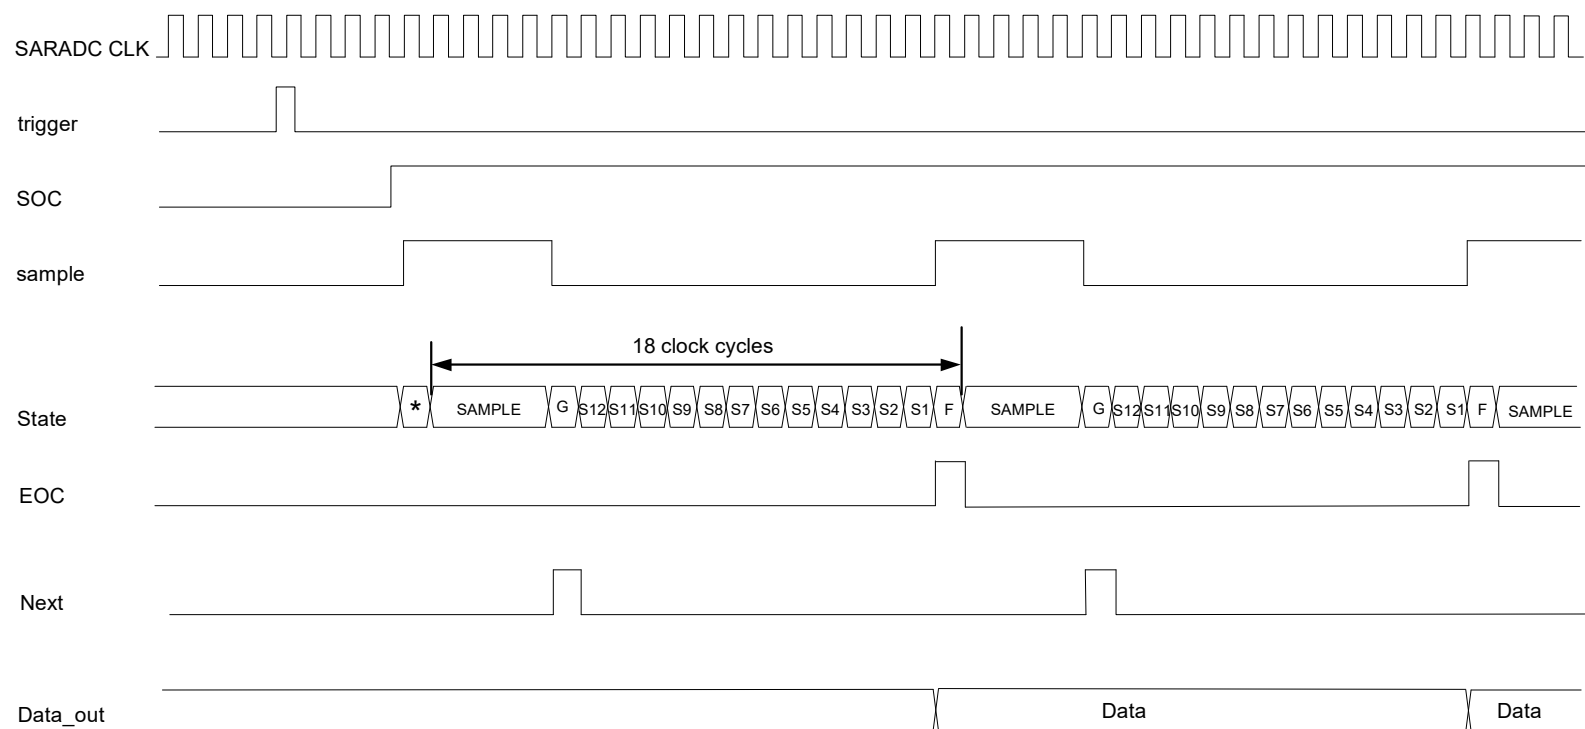 SARADC CLK
trigger
SOC
sample
18 clock cycles
State * SAMPLE G S12 S11 S10 S9 S8 S7 S6 S5 S4 S3 S2 S1 F SAMPLE G S12 S11 S10 S9 S8 S7 S6 S5 S4 S3 S2 S1 F SAMPLE
EOC
Next
Data_out Data Data